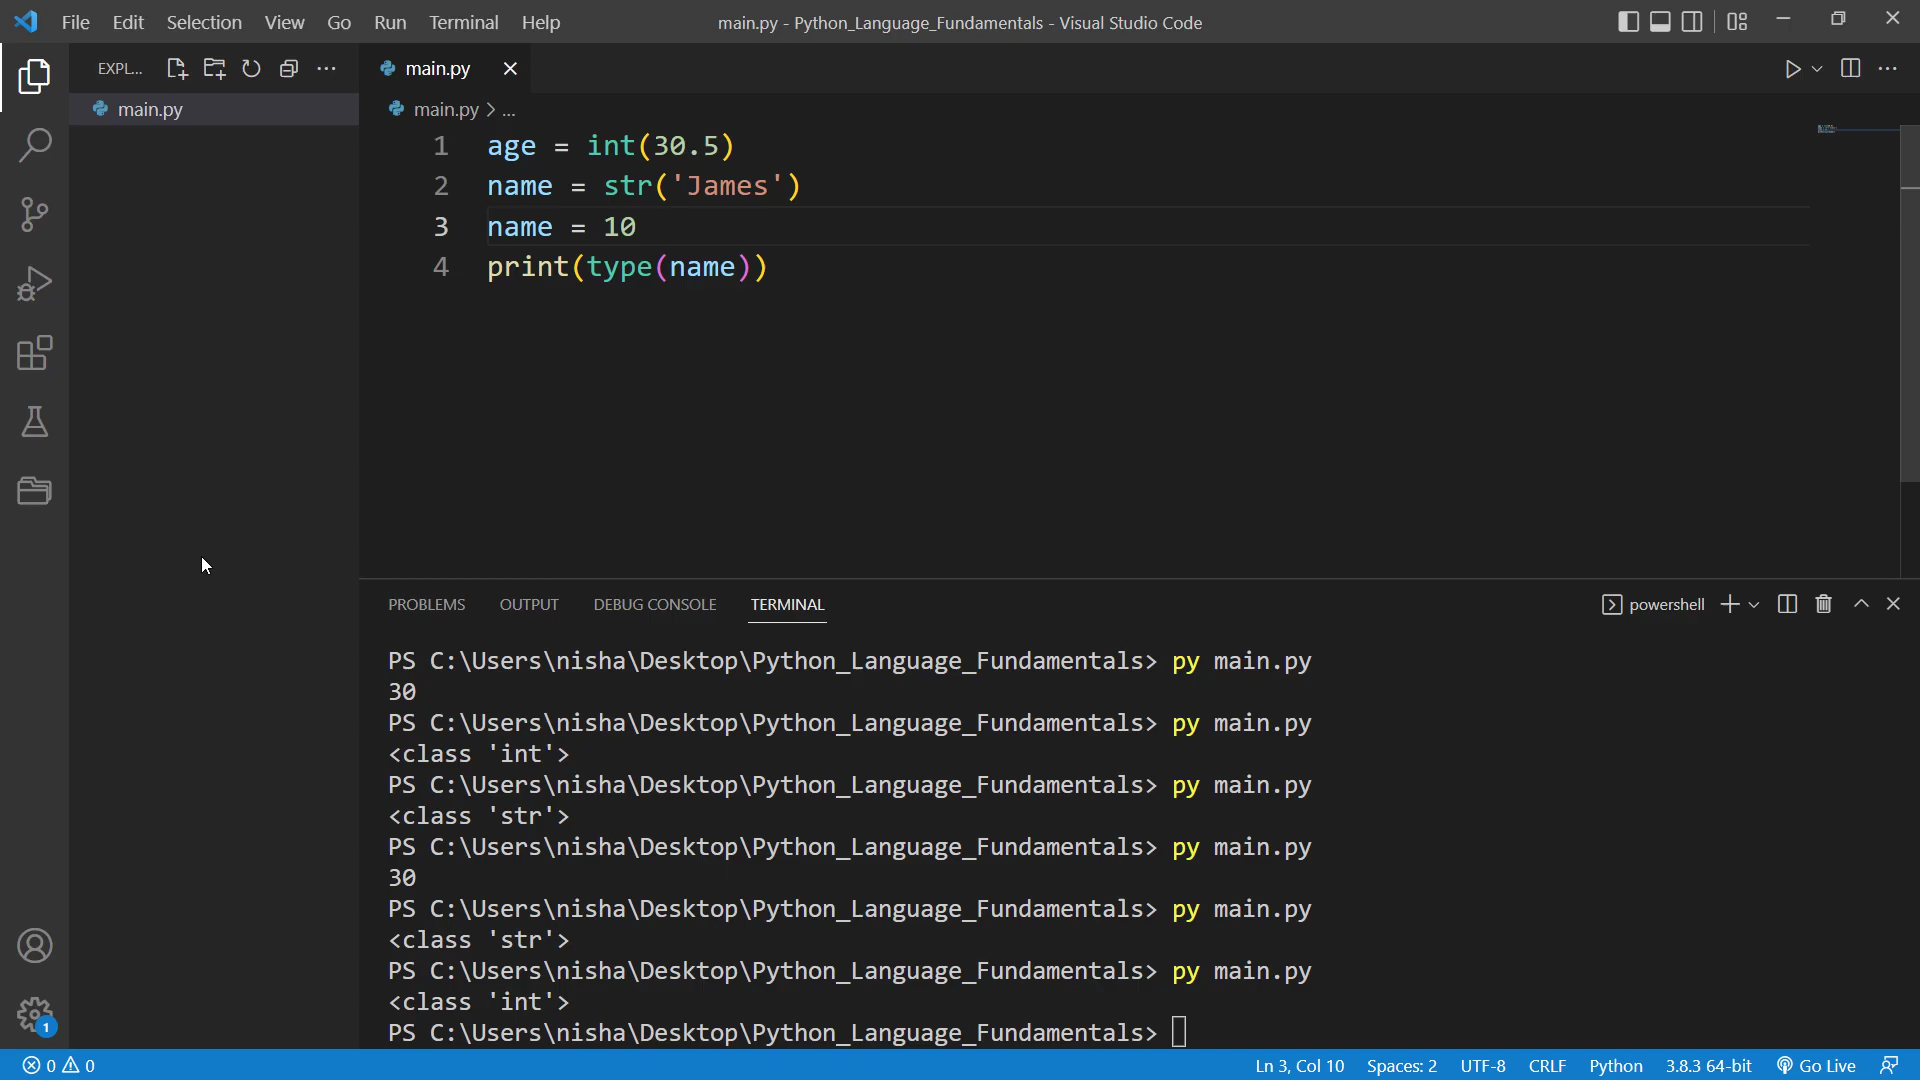 File Edit Selection View Go Run Terminal Help main.py - Python_Language_Fundamentals - Visual Studio Code
EXPL... main.py
main.py
main.py > ...
1 age = int(30.5)
2 name = str('James')
3 name = 10
4 print(type(name))
PROBLEMS OUTPUT DEBUG CONSOLE TERMINAL powershell
PS C:\Users\nisha\Desktop\Python_Language_Fundamentals> py main.py
30
PS C:\Users\nisha\Desktop\Python_Language_Fundamentals> py main.py
<class 'int'>
PS C:\Users\nisha\Desktop\Python_Language_Fundamentals> py main.py
<class 'str'>
PS C:\Users\nisha\Desktop\Python_Language_Fundamentals> py main.py
30
PS C:\Users\nisha\Desktop\Python_Language_Fundamentals> py main.py
<class 'str'>
PS C:\Users\nisha\Desktop\Python_Language_Fundamentals> py main.py
<class 'int'>
PS C:\Users\nisha\Desktop\Python_Language_Fundamentals>
1
0 0 Ln 3, Col 10 Spaces: 2 UTF-8 CRLF Python 3.8.3 64-bit Go Live